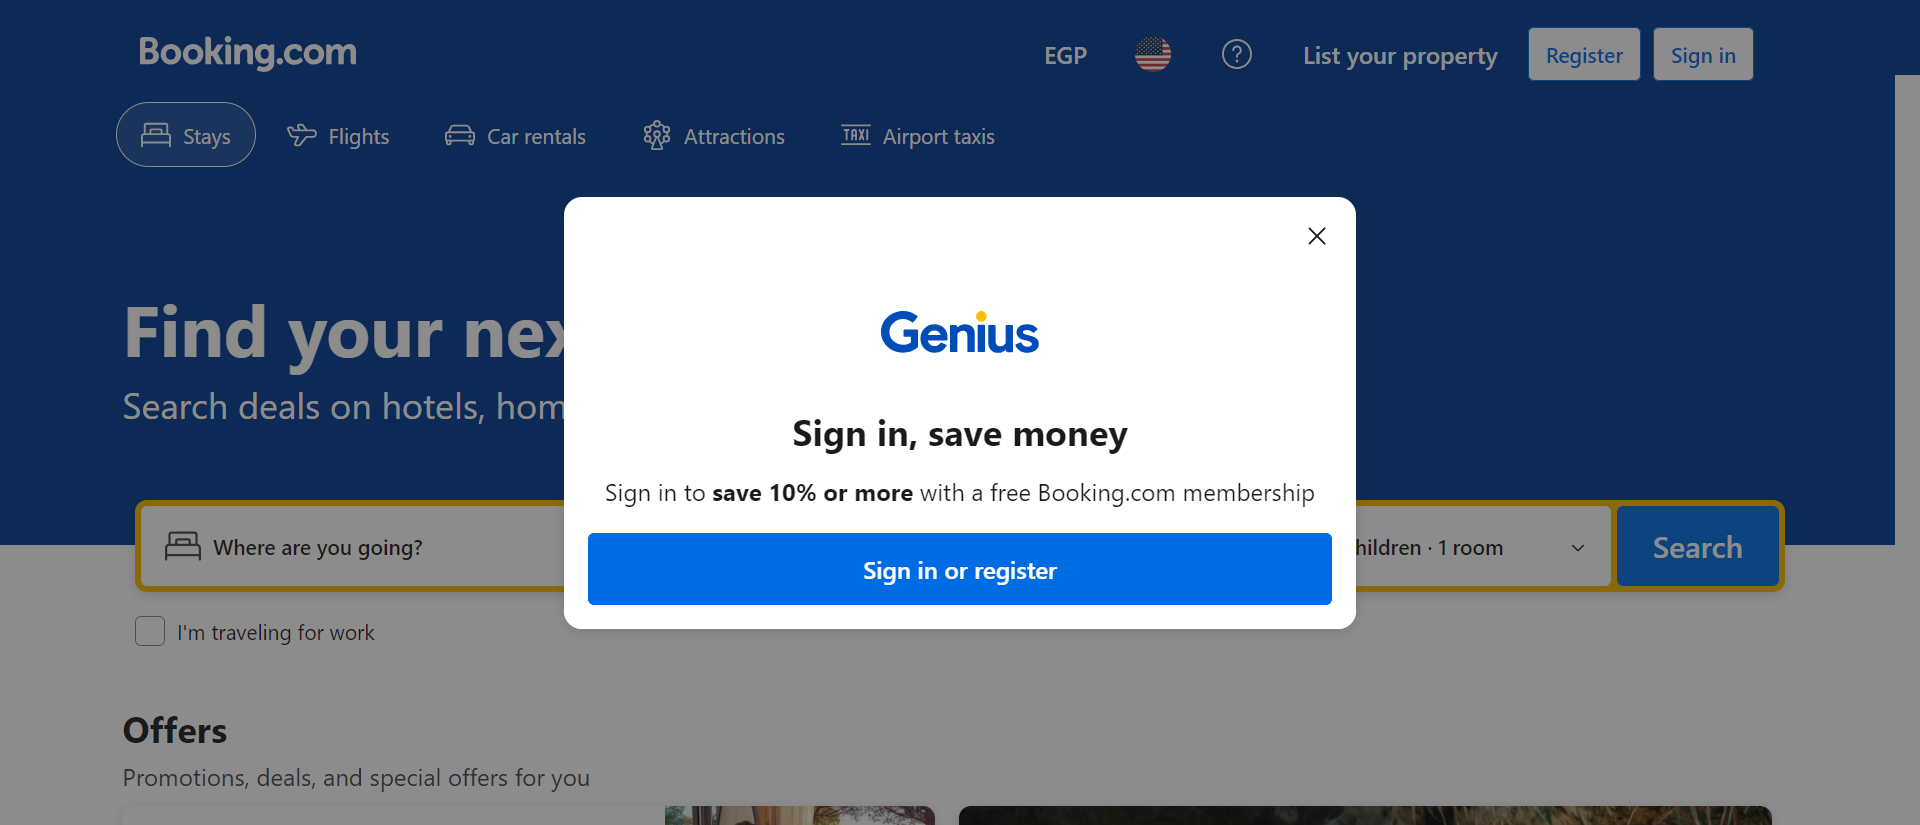 Booking.com
EGP
List your property
Register
Sign in
Stays
Flights
Car rentals
Attractions
TAXI
Airport taxis
Find your nex
Search deals on hotels, hom
Genius
Sign in, save money
Sign in to save 10% or more with a free Booking.com membership
Sign in or register
Where are you going?
hildren · 1 room
Search
I'm traveling for work
Offers
Promotions, deals, and special offers for you